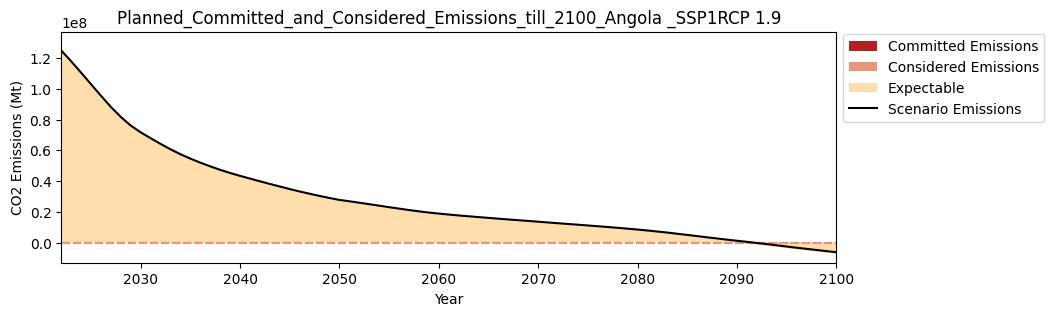 Planned_Committed_and_Considered_Emissions_till_2100_Angola _SSP1RCP 1.9
1e8
1.2
1.0
0.8
0.6
0.4
0.2
0.0
CO2 Emissions (Mt)
2030 2040 2050 2060 2070 2080 2090 2100
Year
Committed Emissions
Considered Emissions
Expectable
Scenario Emissions